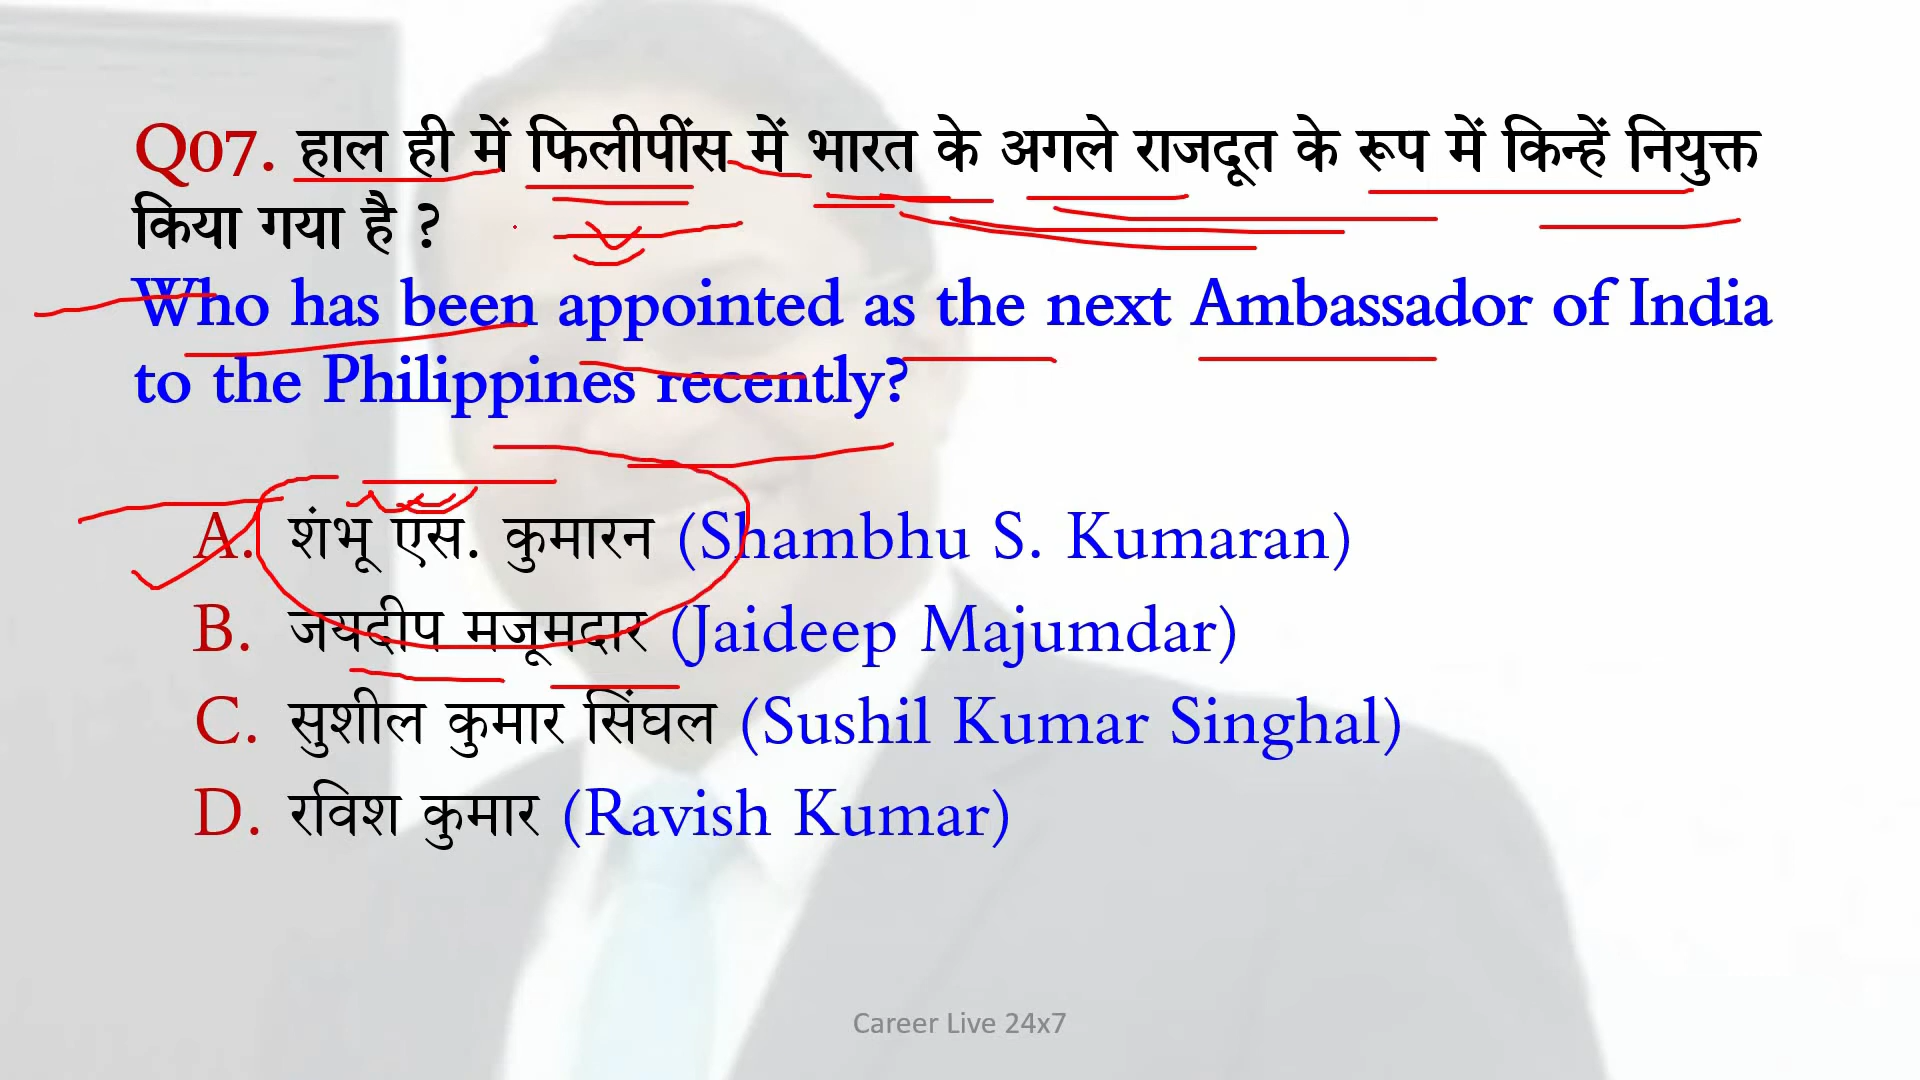 Q07. हाल ही में फिलीपींस में भारत के अगले राजदूत के रूप में किन्हें नियुक्त
किया गया है ?
Who has been appointed as the next Ambassador of India
to the Philippines recently?
A. शंभू एस. कुमारन (Shambhu S. Kumaran)
B. जयदीप मजूमदार (Jaideep Majumdar)
C. सुशील कुमार सिंघल (Sushil Kumar Singhal)
D. रविश कुमार (Ravish Kumar)
Career Live 24x7